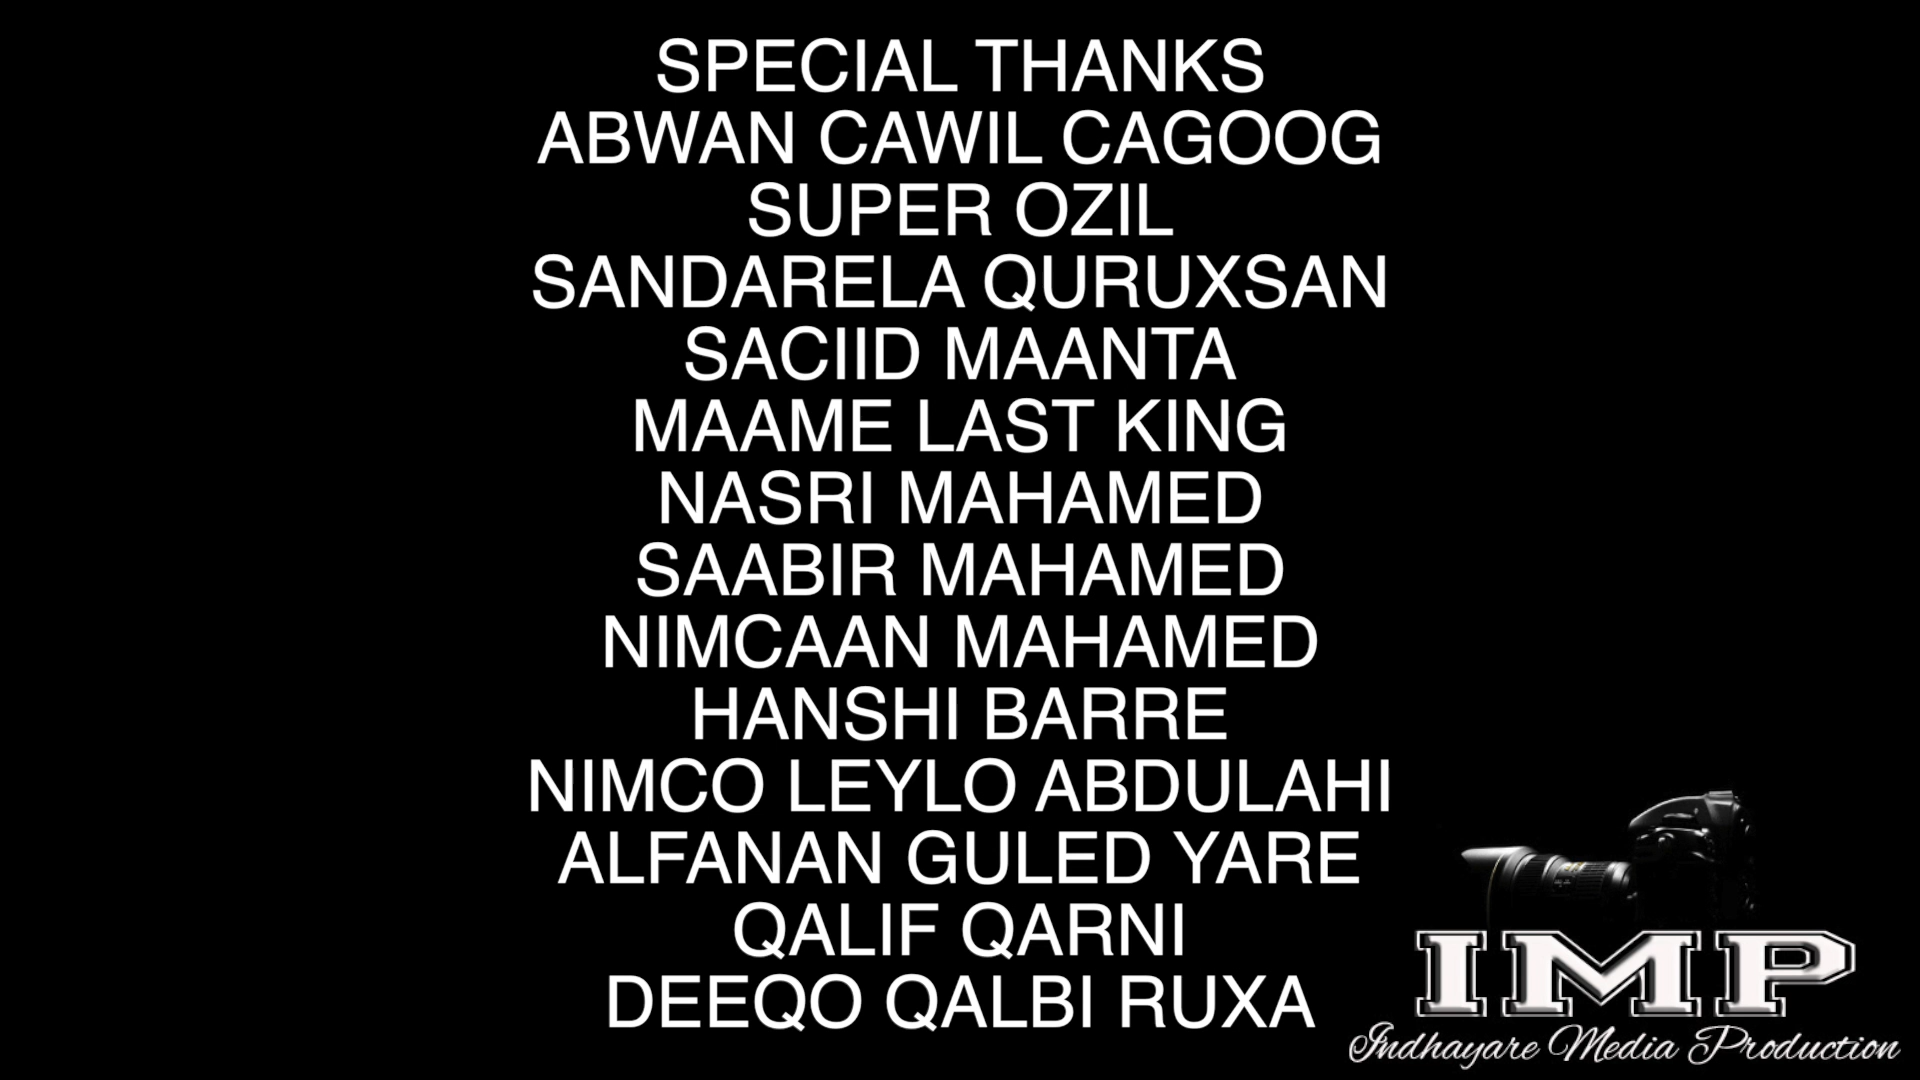 SPECIAL THANKS
ABWAN CAWIL CAGOOG
SUPER OZIL
SANDARELA QURUXSAN
SACIID MAANTA
MAAME LAST KING
NASRI MAHAMED
SAABIR MAHAMED
NIMCAAN MAHAMED
HANSHI BARRE
NIMCO LEYLO ABDULAHI
ALFANAN GULED YARE
QALIF QARNI
DEEQO QALBI RUXA
IMP
Indhayare Media Production